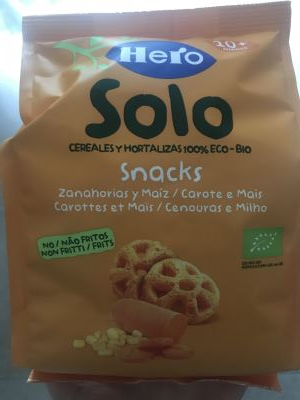 Hero
Solo
CEREALES Y HORTALIZAS 100% ECO-BIO
Snacks
Zanahorias y Maíz / Carote e Mais
Carottes et Maïs / Cenouras e Milho
NO / NÃO FRITOS
NON FRITTI / FRITS